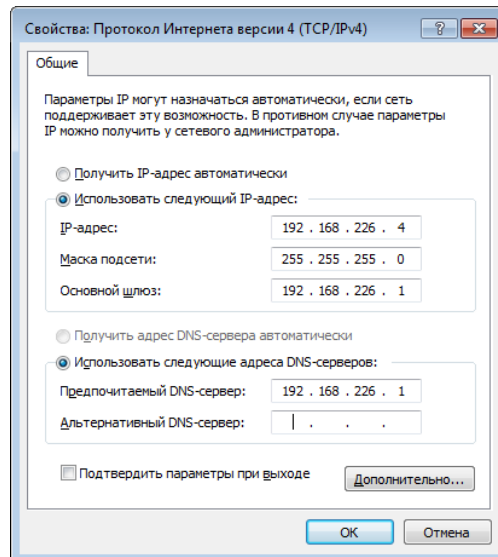 Свойства: Протокол Интернета версии 4 (TCP/IPv4)
Общие
Параметры IP могут назначаться автоматически, если сеть
поддерживает эту возможность. В противном случае параметры
IP можно получить у сетевого администратора.
Получить IP-адрес автоматически
Использовать следующий IP-адрес:
IP-адрес: 192 . 168 . 226 . 4
Маска подсети: 255 . 255 . 255 . 0
Основной шлюз: 192 . 168 . 226 . 1
Получить адрес DNS-сервера автоматически
Использовать следующие адреса DNS-серверов:
Предпочитаемый DNS-сервер: 192 . 168 . 226 . 1
Альтернативный DNS-сервер: . . .
Подтвердить параметры при выходе
Дополнительно...
ОК Отмена